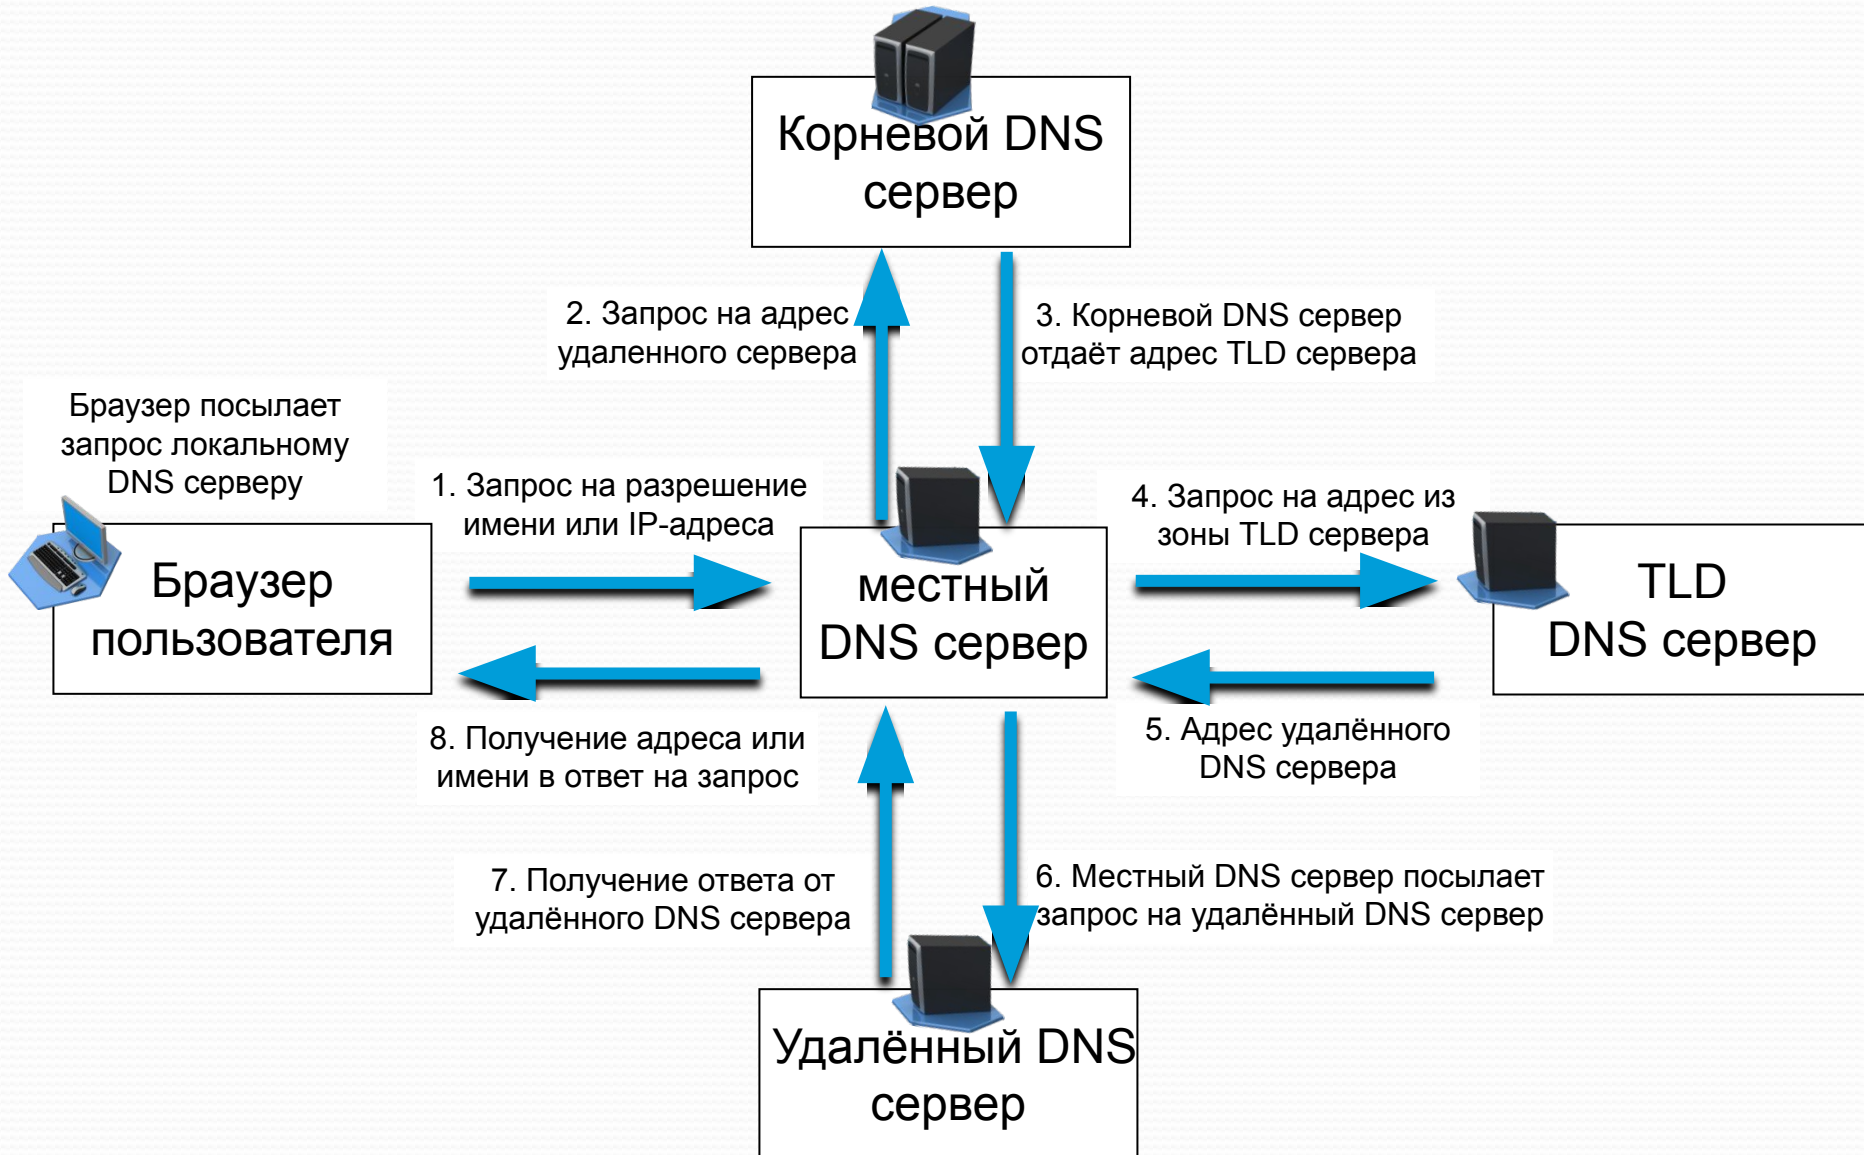 Корневой DNS
сервер
2. Запрос на адрес
удаленного сервера
3. Корневой DNS сервер
отдаёт адрес TLD сервера
Браузер посылает
запрос локальному
DNS серверу
1. Запрос на разрешение
имени или IP-адреса
4. Запрос на адрес из
зоны TLD сервера
Браузер
пользователя
местный
DNS сервер
TLD
DNS сервер
8. Получение адреса или
имени в ответ на запрос
5. Адрес удалённого
DNS сервера
7. Получение ответа от
удалённого DNS сервера
6. Местный DNS сервер посылает
запрос на удалённый DNS сервер
Удалённый DNS
сервер